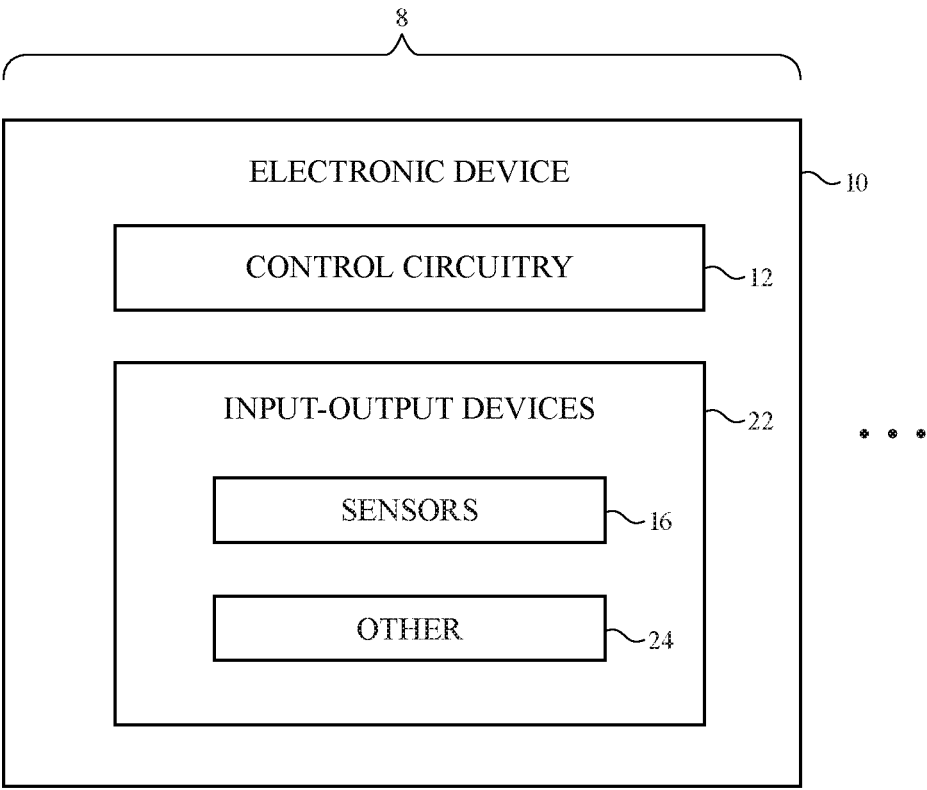 8
ELECTRONIC DEVICE
10
CONTROL CIRCUITRY
12
INPUT-OUTPUT DEVICES
22
SENSORS
16
OTHER
24